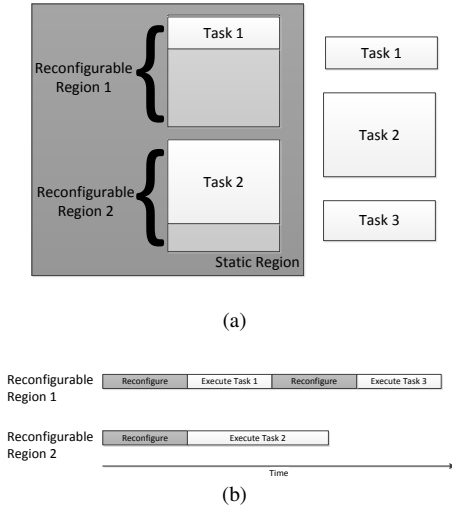 Task 1
Reconfigurable
Region 1
Task 1
Task 2
Reconfigurable
Region 2
Task 2
Task 3
Static Region
(a)
Reconfigurable
Region 1
Reconfigure Execute Task 1 Reconfigure Execute Task 3
Reconfigurable
Region 2
Reconfigure Execute Task 2
Time
(b)